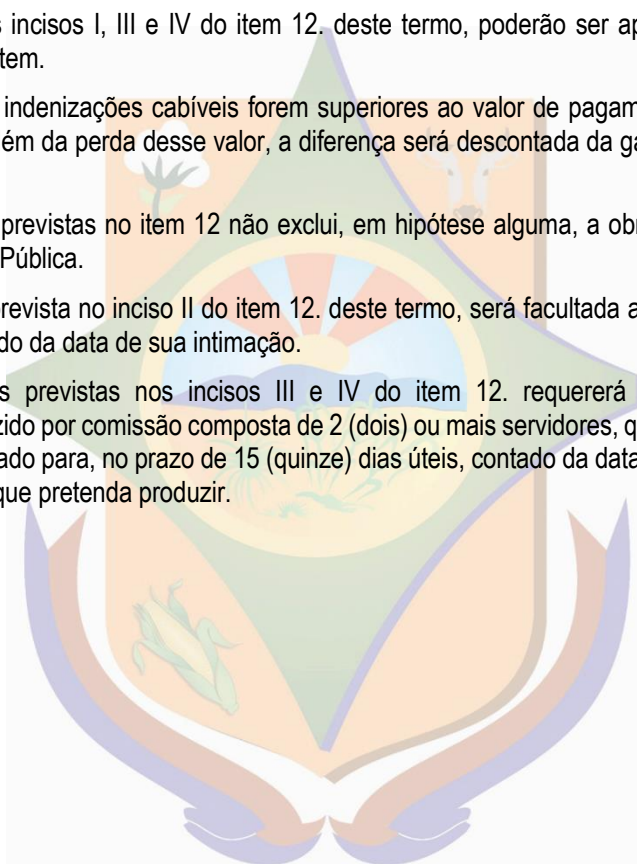 incisos I, III e IV do item 12. deste termo, poderão ser
tem.
indenizações cabíveis forem superiores ao valor de
ém da perda desse valor, a diferença será descontada da
previstas no item 12 não exclui, em hipótese alguma, a
Pública.
revista no inciso II do item 12. deste termo, será facultada
do da data de sua intimação.
s previstas nos incisos III e IV do item 12. requererá
zido por comissão composta de 2 (dois) ou mais servidores,
ado para, no prazo de 15 (quinze) dias úteis, contado da data
que pretenda produzir.